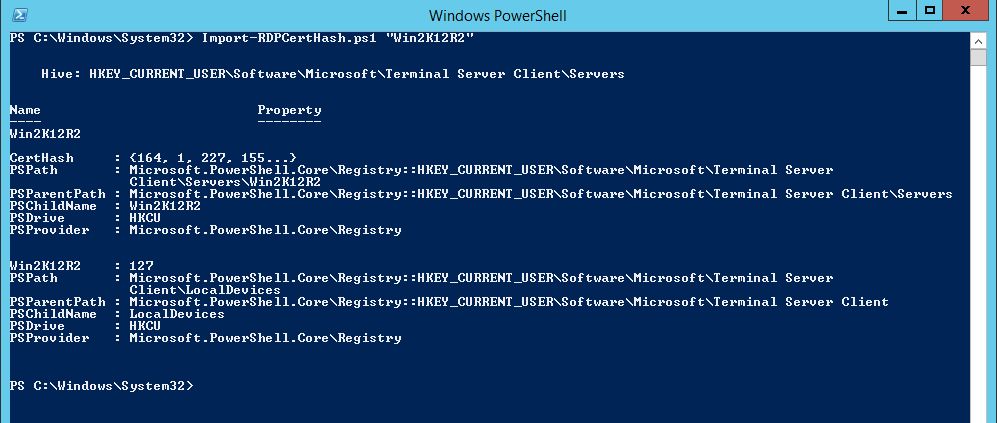 Windows PowerShell
PS C:\Windows\System32> Import-RDPCertHash.ps1 "Win2K12R2"
Hive: HKEY_CURRENT_USER\Software\Microsoft\Terminal Server Client\Servers
Name                           Property
----                           --------
Win2K12R2
CertHash     : {164, 1, 227, 155...}
PSPath       : Microsoft.PowerShell.Core\Registry::HKEY_CURRENT_USER\Software\Microsoft\Terminal Server
Client\Servers\Win2K12R2
PSParentPath : Microsoft.PowerShell.Core\Registry::HKEY_CURRENT_USER\Software\Microsoft\Terminal Server Client\Servers
PSChildName  : Win2K12R2
PSDrive      : HKCU
PSProvider   : Microsoft.PowerShell.Core\Registry
Win2K12R2    : 127
PSPath       : Microsoft.PowerShell.Core\Registry::HKEY_CURRENT_USER\Software\Microsoft\Terminal Server
Client\LocalDevices
PSParentPath : Microsoft.PowerShell.Core\Registry::HKEY_CURRENT_USER\Software\Microsoft\Terminal Server Client
PSChildName  : LocalDevices
PSDrive      : HKCU
PSProvider   : Microsoft.PowerShell.Core\Registry
PS C:\Windows\System32>